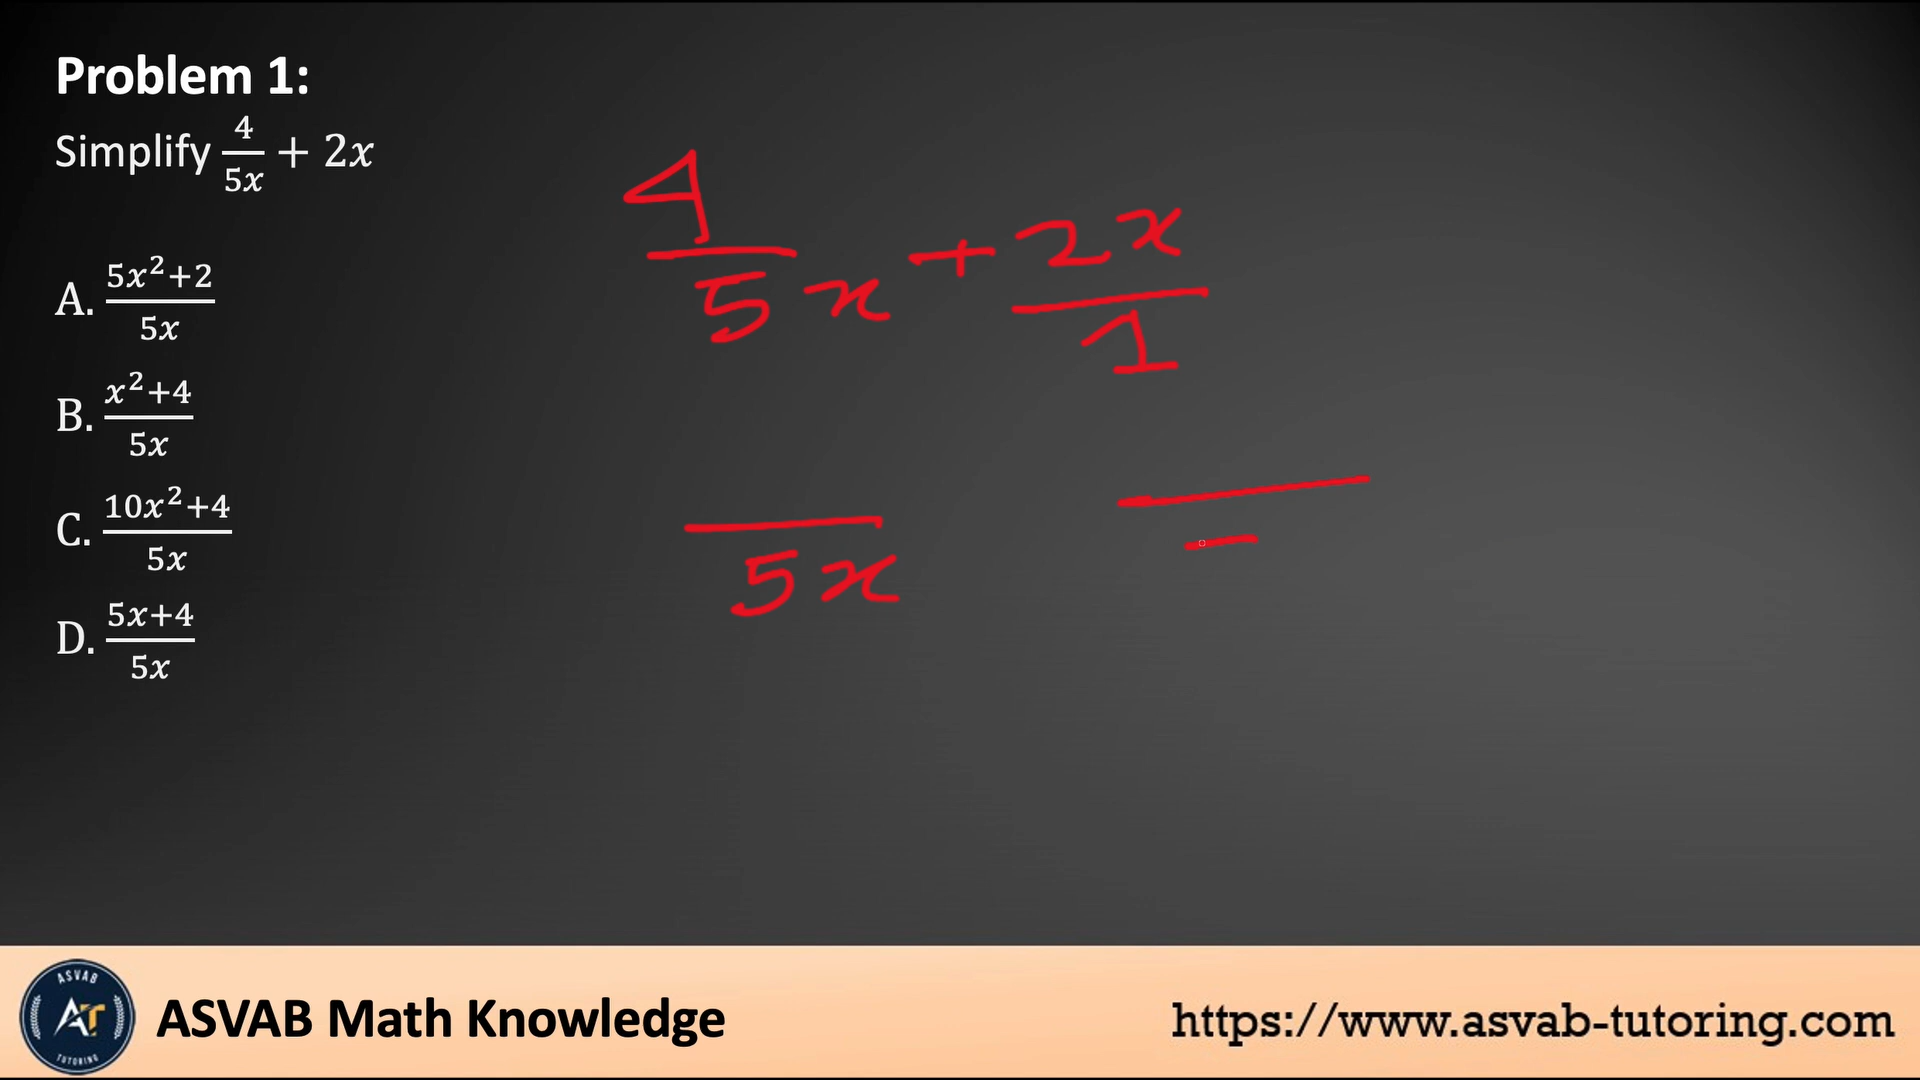 Problem 1:
Simplify 4/5x + 2x
A. 5x²+2/5x
B. x²+4/5x
C. 10x²+4/5x
D. 5x+4/5x
4/5x + 2x/1
5x
ASVAB
AT
TUTORING
ASVAB Math Knowledge
https://www.asvab-tutoring.com